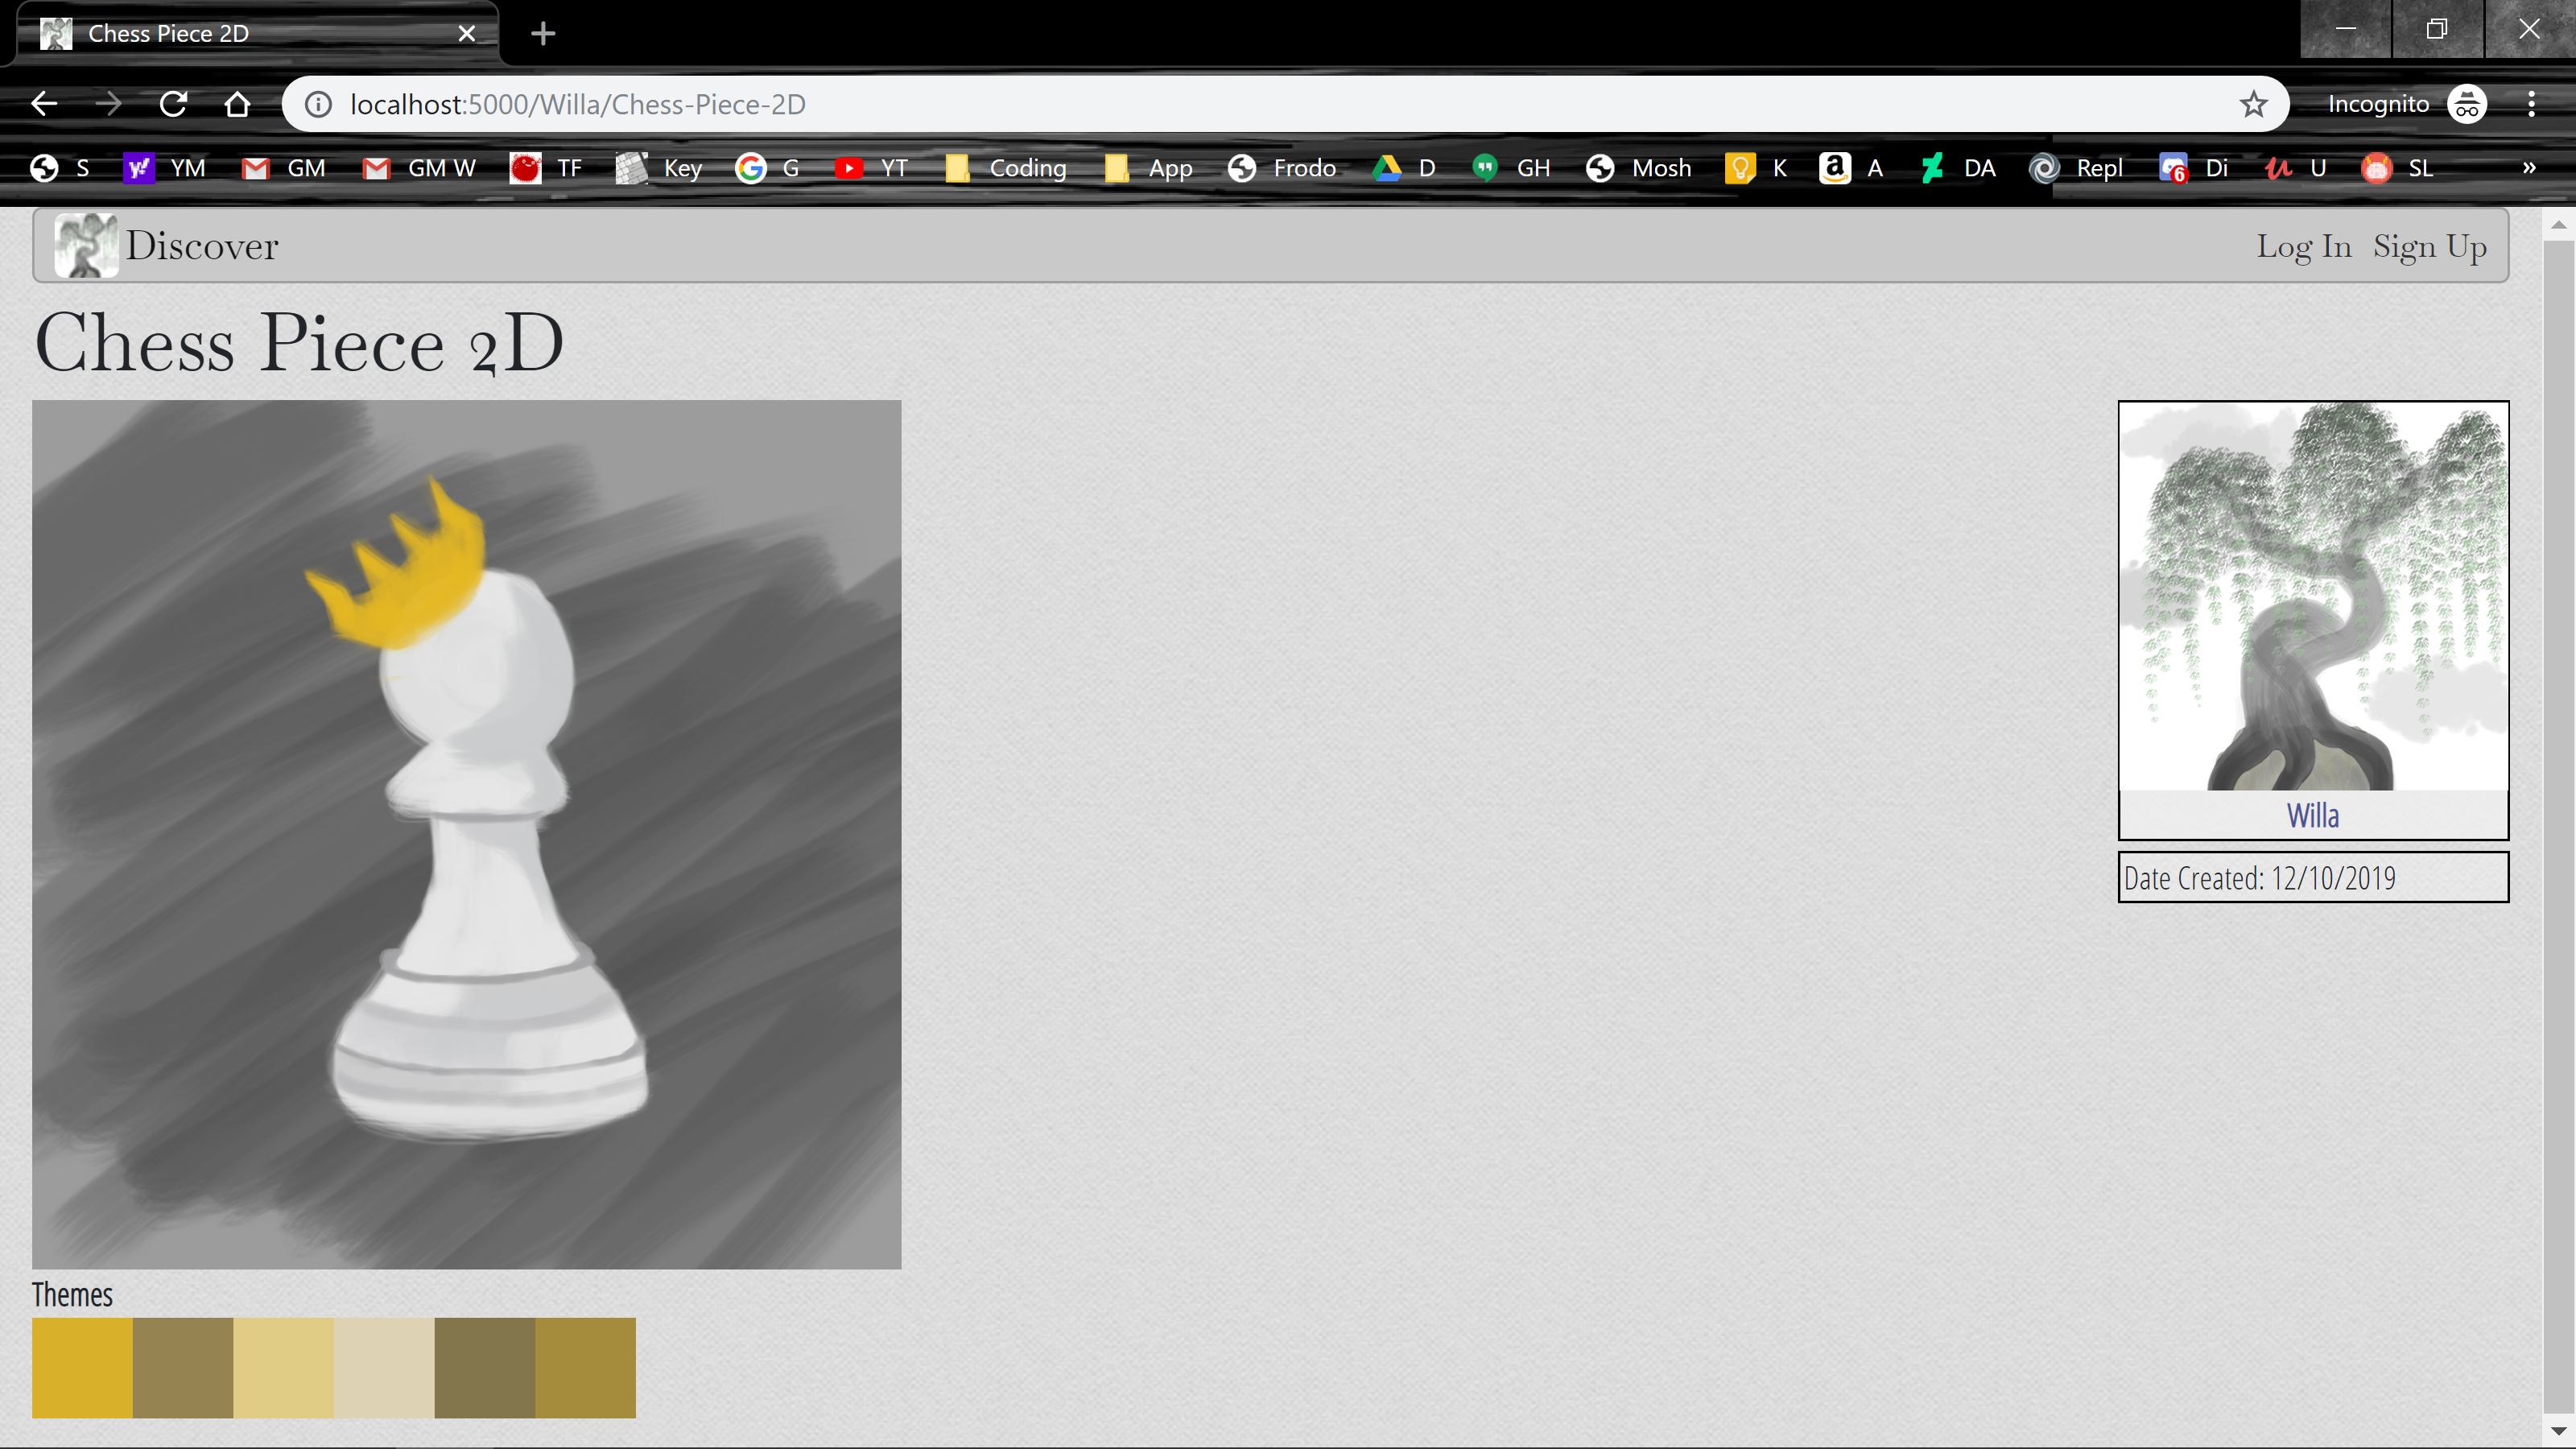 Chess Piece 2D
localhost:5000/Willa/Chess-Piece-2D
Incognito
S YM GM GM W TF Key G YT Coding App Frodo D GH Mosh K A DA Repl 6 Di U SL »
Discover Log In Sign Up
Chess Piece 2D
Willa
Date Created: 12/10/2019
Themes